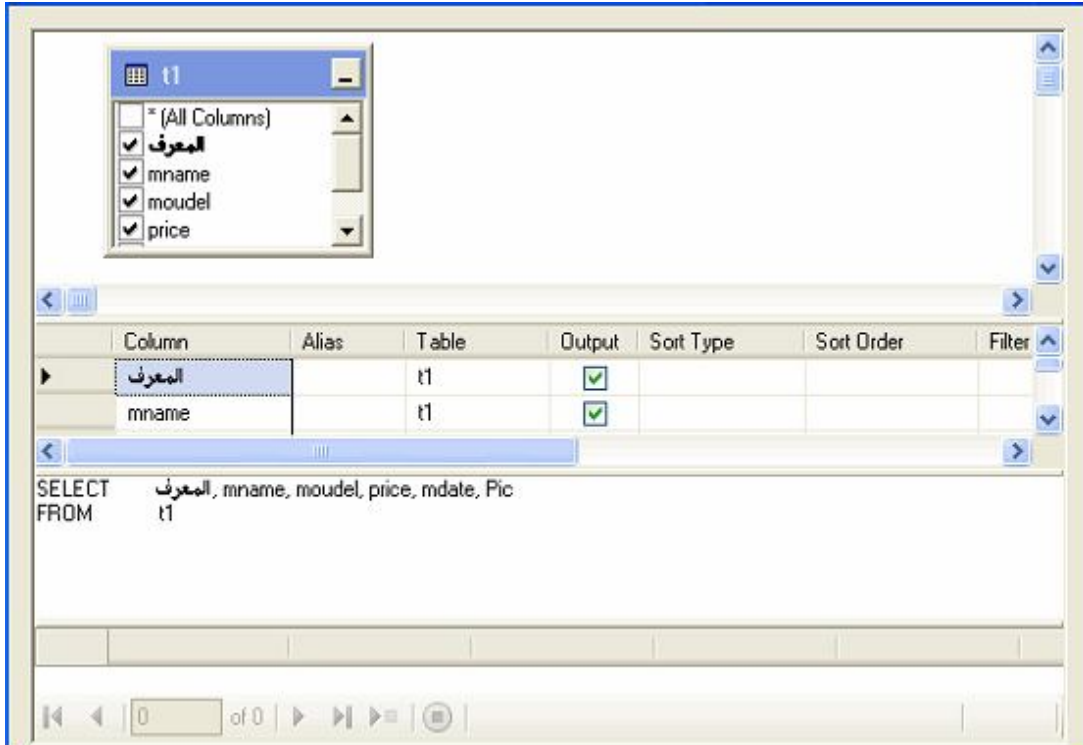 t1
* (All Columns)
المعرف
mname
moudel
price
Column Alias Table Output Sort Type Sort Order Filter
المعرف t1
mname t1
SELECT المعرف, mname, moudel, price, mdate, Pic
FROM t1
0 of 0